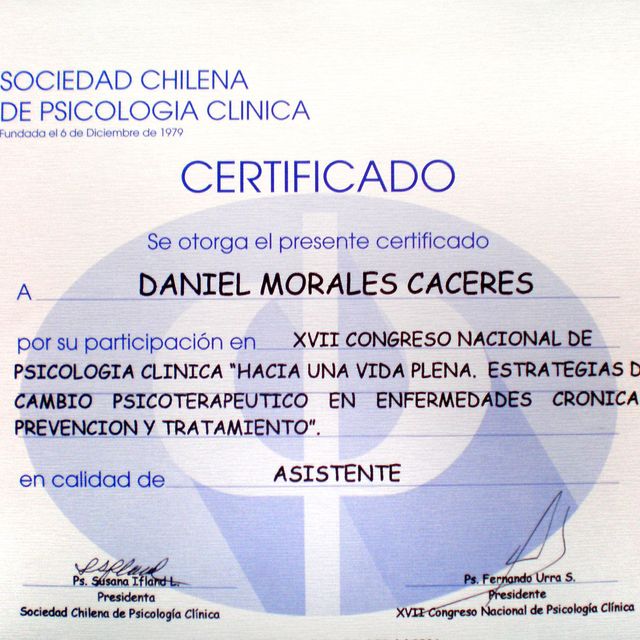 SOCIEDAD CHILENA
DE PSICOLOGIA CLINICA
Fundada el 6 de Diciembre de 1979
CERTIFICADO
Se otorga el presente certificado
A DANIEL MORALES CACERES
por su participación en XVII CONGRESO NACIONAL DE
PSICOLOGIA CLINICA "HACIA UNA VIDA PLENA. ESTRATEGIAS D
CAMBIO PSICOTERAPEUTICO EN ENFERMEDADES CRONICA
PREVENCION Y TRATAMIENTO".
en calidad de ASISTENTE
Ps. Susana Ifland L.
Presidenta
Sociedad Chilena de Psicología Clínica
Ps. Fernando Urra S.
Presidente
XVII Congreso Nacional de Psicología Clínica